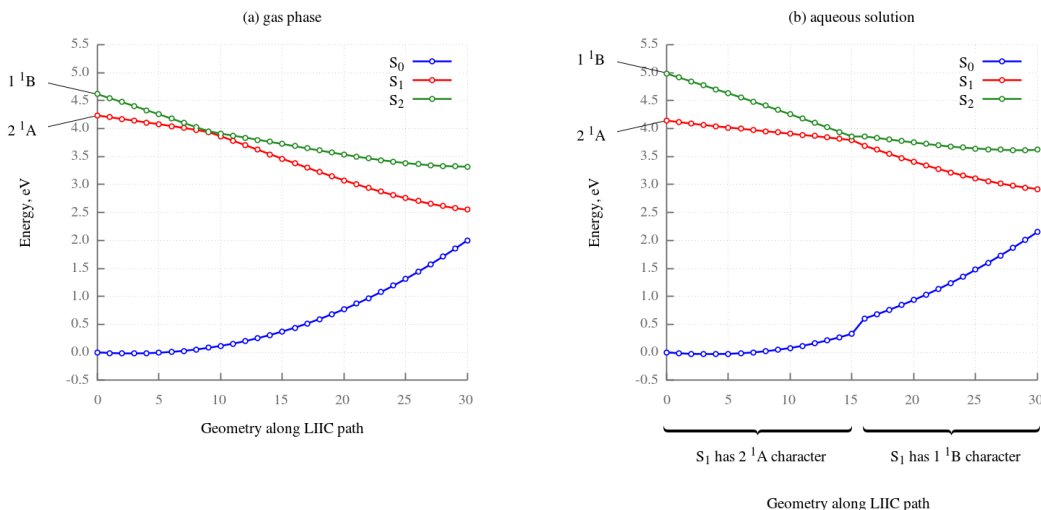 (a) gas phase
5.5
5.0
4.5
4.0
3.5
3.0
2.5
2.0
1.5
1.0
0.5
0.0
-0.5
0 5 10 15 20 25 30
Energy, eV
Geometry along LIIC path
1 ¹B
2 ¹A
S₀
S₁
S₂
(b) aqueous solution
5.5
5.0
4.5
4.0
3.5
3.0
2.5
2.0
1.5
1.0
0.5
0.0
-0.5
0 5 10 15 20 25 30
Energy, eV
1 ¹B
2 ¹A
S₀
S₁
S₂
S₁ has 2 ¹A character
S₁ has 1 ¹B character
Geometry along LIIC path